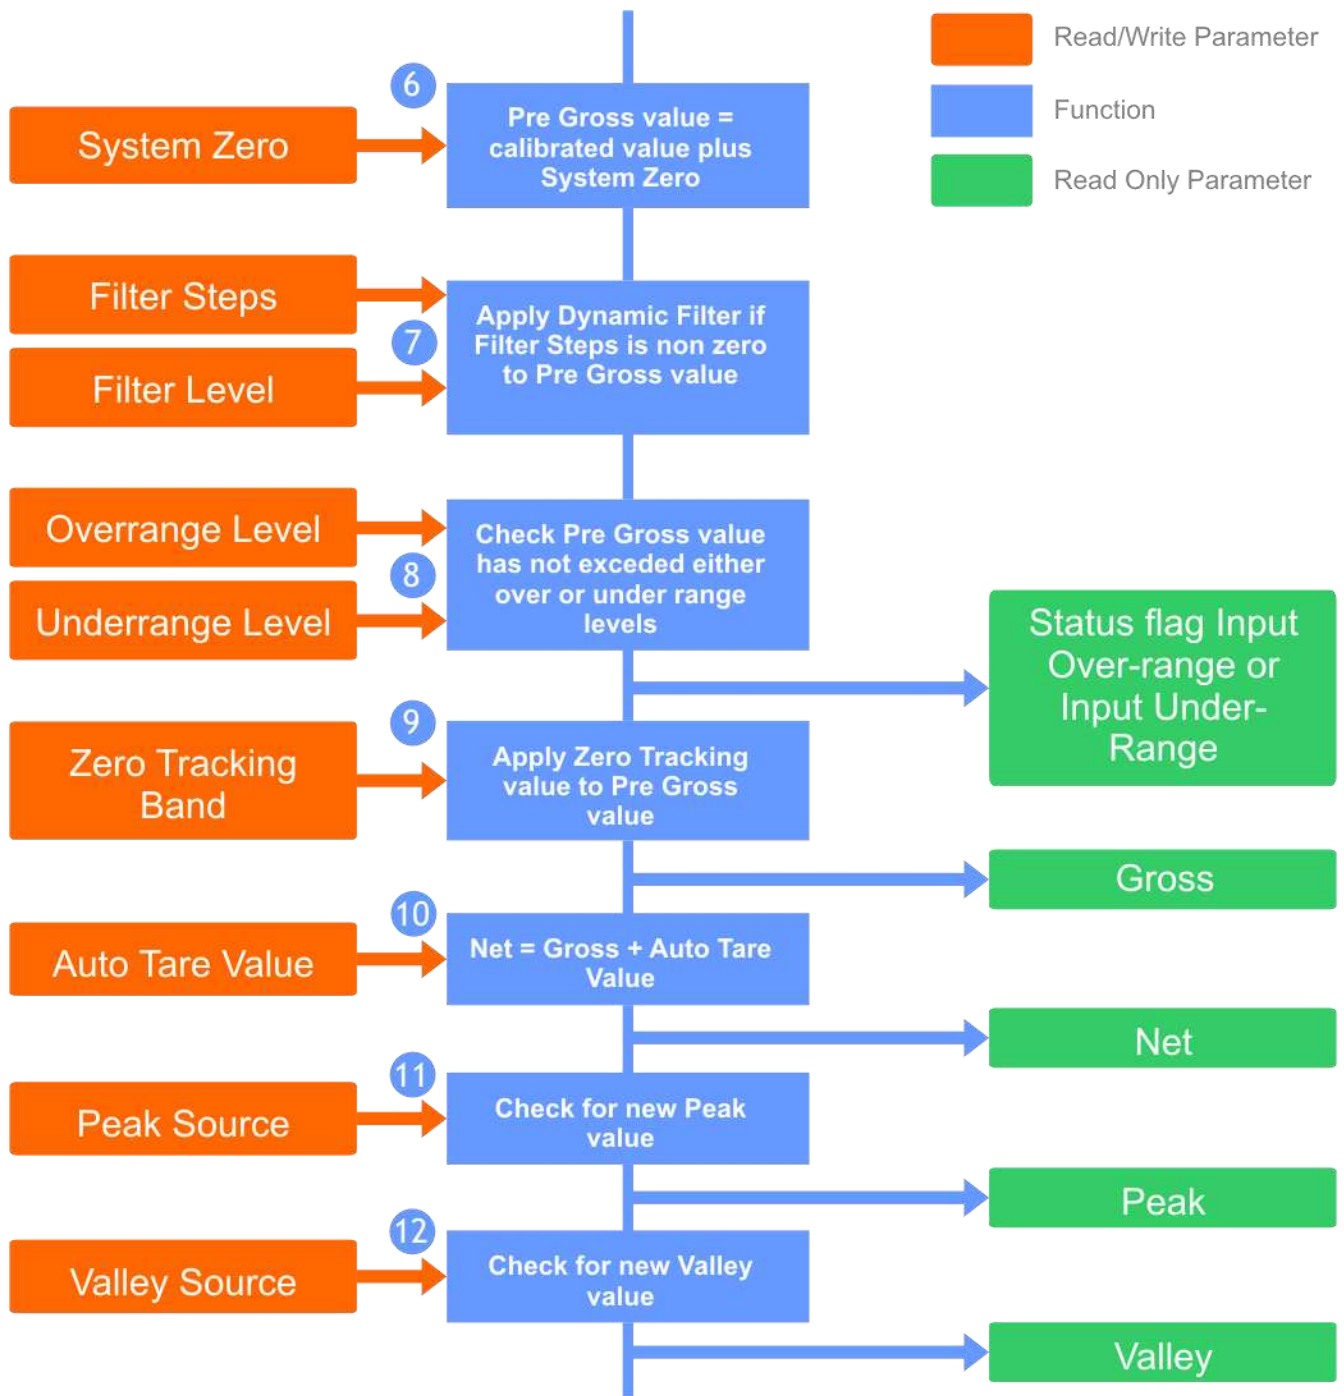 Read/Write Parameter
Function
Read Only Parameter
6
System Zero
Pre Gross value =
calibrated value plus
System Zero
Filter Steps
7
Filter Level
Apply Dynamic Filter if
Filter Steps is non zero
to Pre Gross value
Overrange Level
8
Underrange Level
Check Pre Gross value
has not exceded either
over or under range
levels
Status flag Input
Over-range or
Input Under-
Range
9
Zero Tracking
Band
Apply Zero Tracking
value to Pre Gross
value
Gross
10
Auto Tare Value
Net = Gross + Auto Tare
Value
Net
11
Peak Source
Check for new Peak
value
Peak
12
Valley Source
Check for new Valley
value
Valley